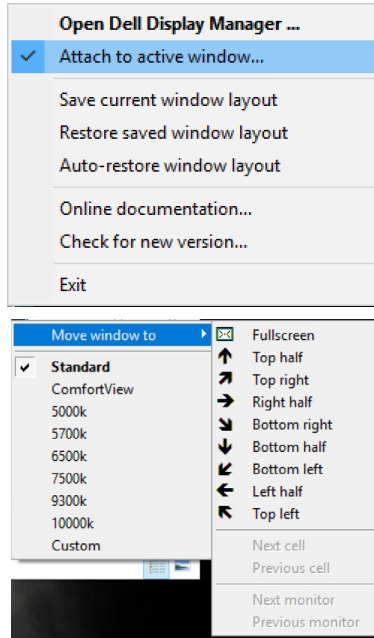 Open Dell Display Manager ...
Attach to active window...
Save current window layout
Restore saved window layout
Auto-restore window layout
Online documentation...
Check for new version...
Exit
Move window to
Standard
ComfortView
5000k
5700k
6500k
7500k
9300k
10000k
Custom
Fullscreen
Top half
Top right
Right half
Bottom right
Bottom half
Bottom left
Left half
Top left
Next cell
Previous cell
Next monitor
Previous monitor